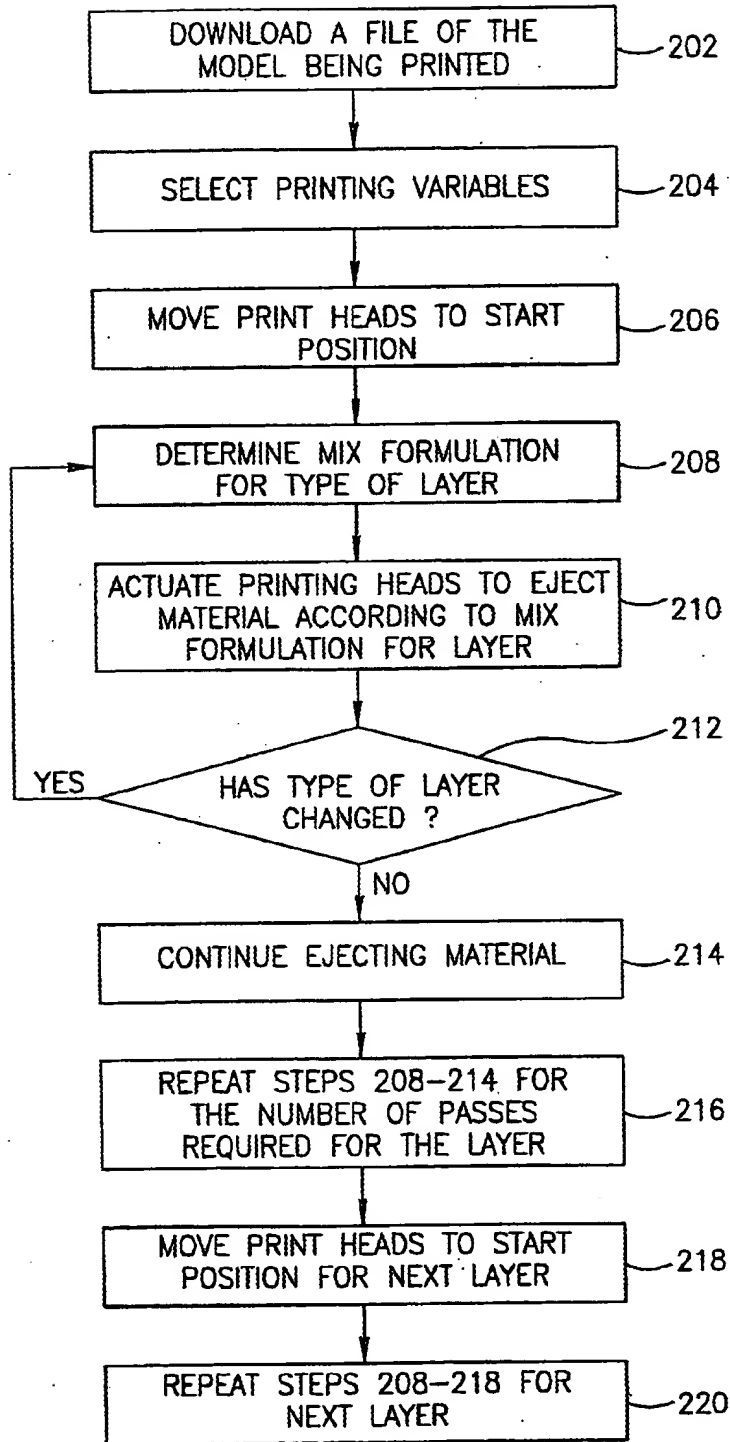 DOWNLOAD A FILE OF THE
MODEL BEING PRINTED
202
SELECT PRINTING VARIABLES
204
MOVE PRINT HEADS TO START
POSITION
206
DETERMINE MIX FORMULATION
FOR TYPE OF LAYER
208
ACTUATE PRINTING HEADS TO EJECT
MATERIAL ACCORDING TO MIX
FORMULATION FOR LAYER
210
212
YES
HAS TYPE OF LAYER
CHANGED ?
NO
CONTINUE EJECTING MATERIAL
214
REPEAT STEPS 208-214 FOR
THE NUMBER OF PASSES
REQUIRED FOR THE LAYER
216
MOVE PRINT HEADS TO START
POSITION FOR NEXT LAYER
218
REPEAT STEPS 208-218 FOR
NEXT LAYER
220